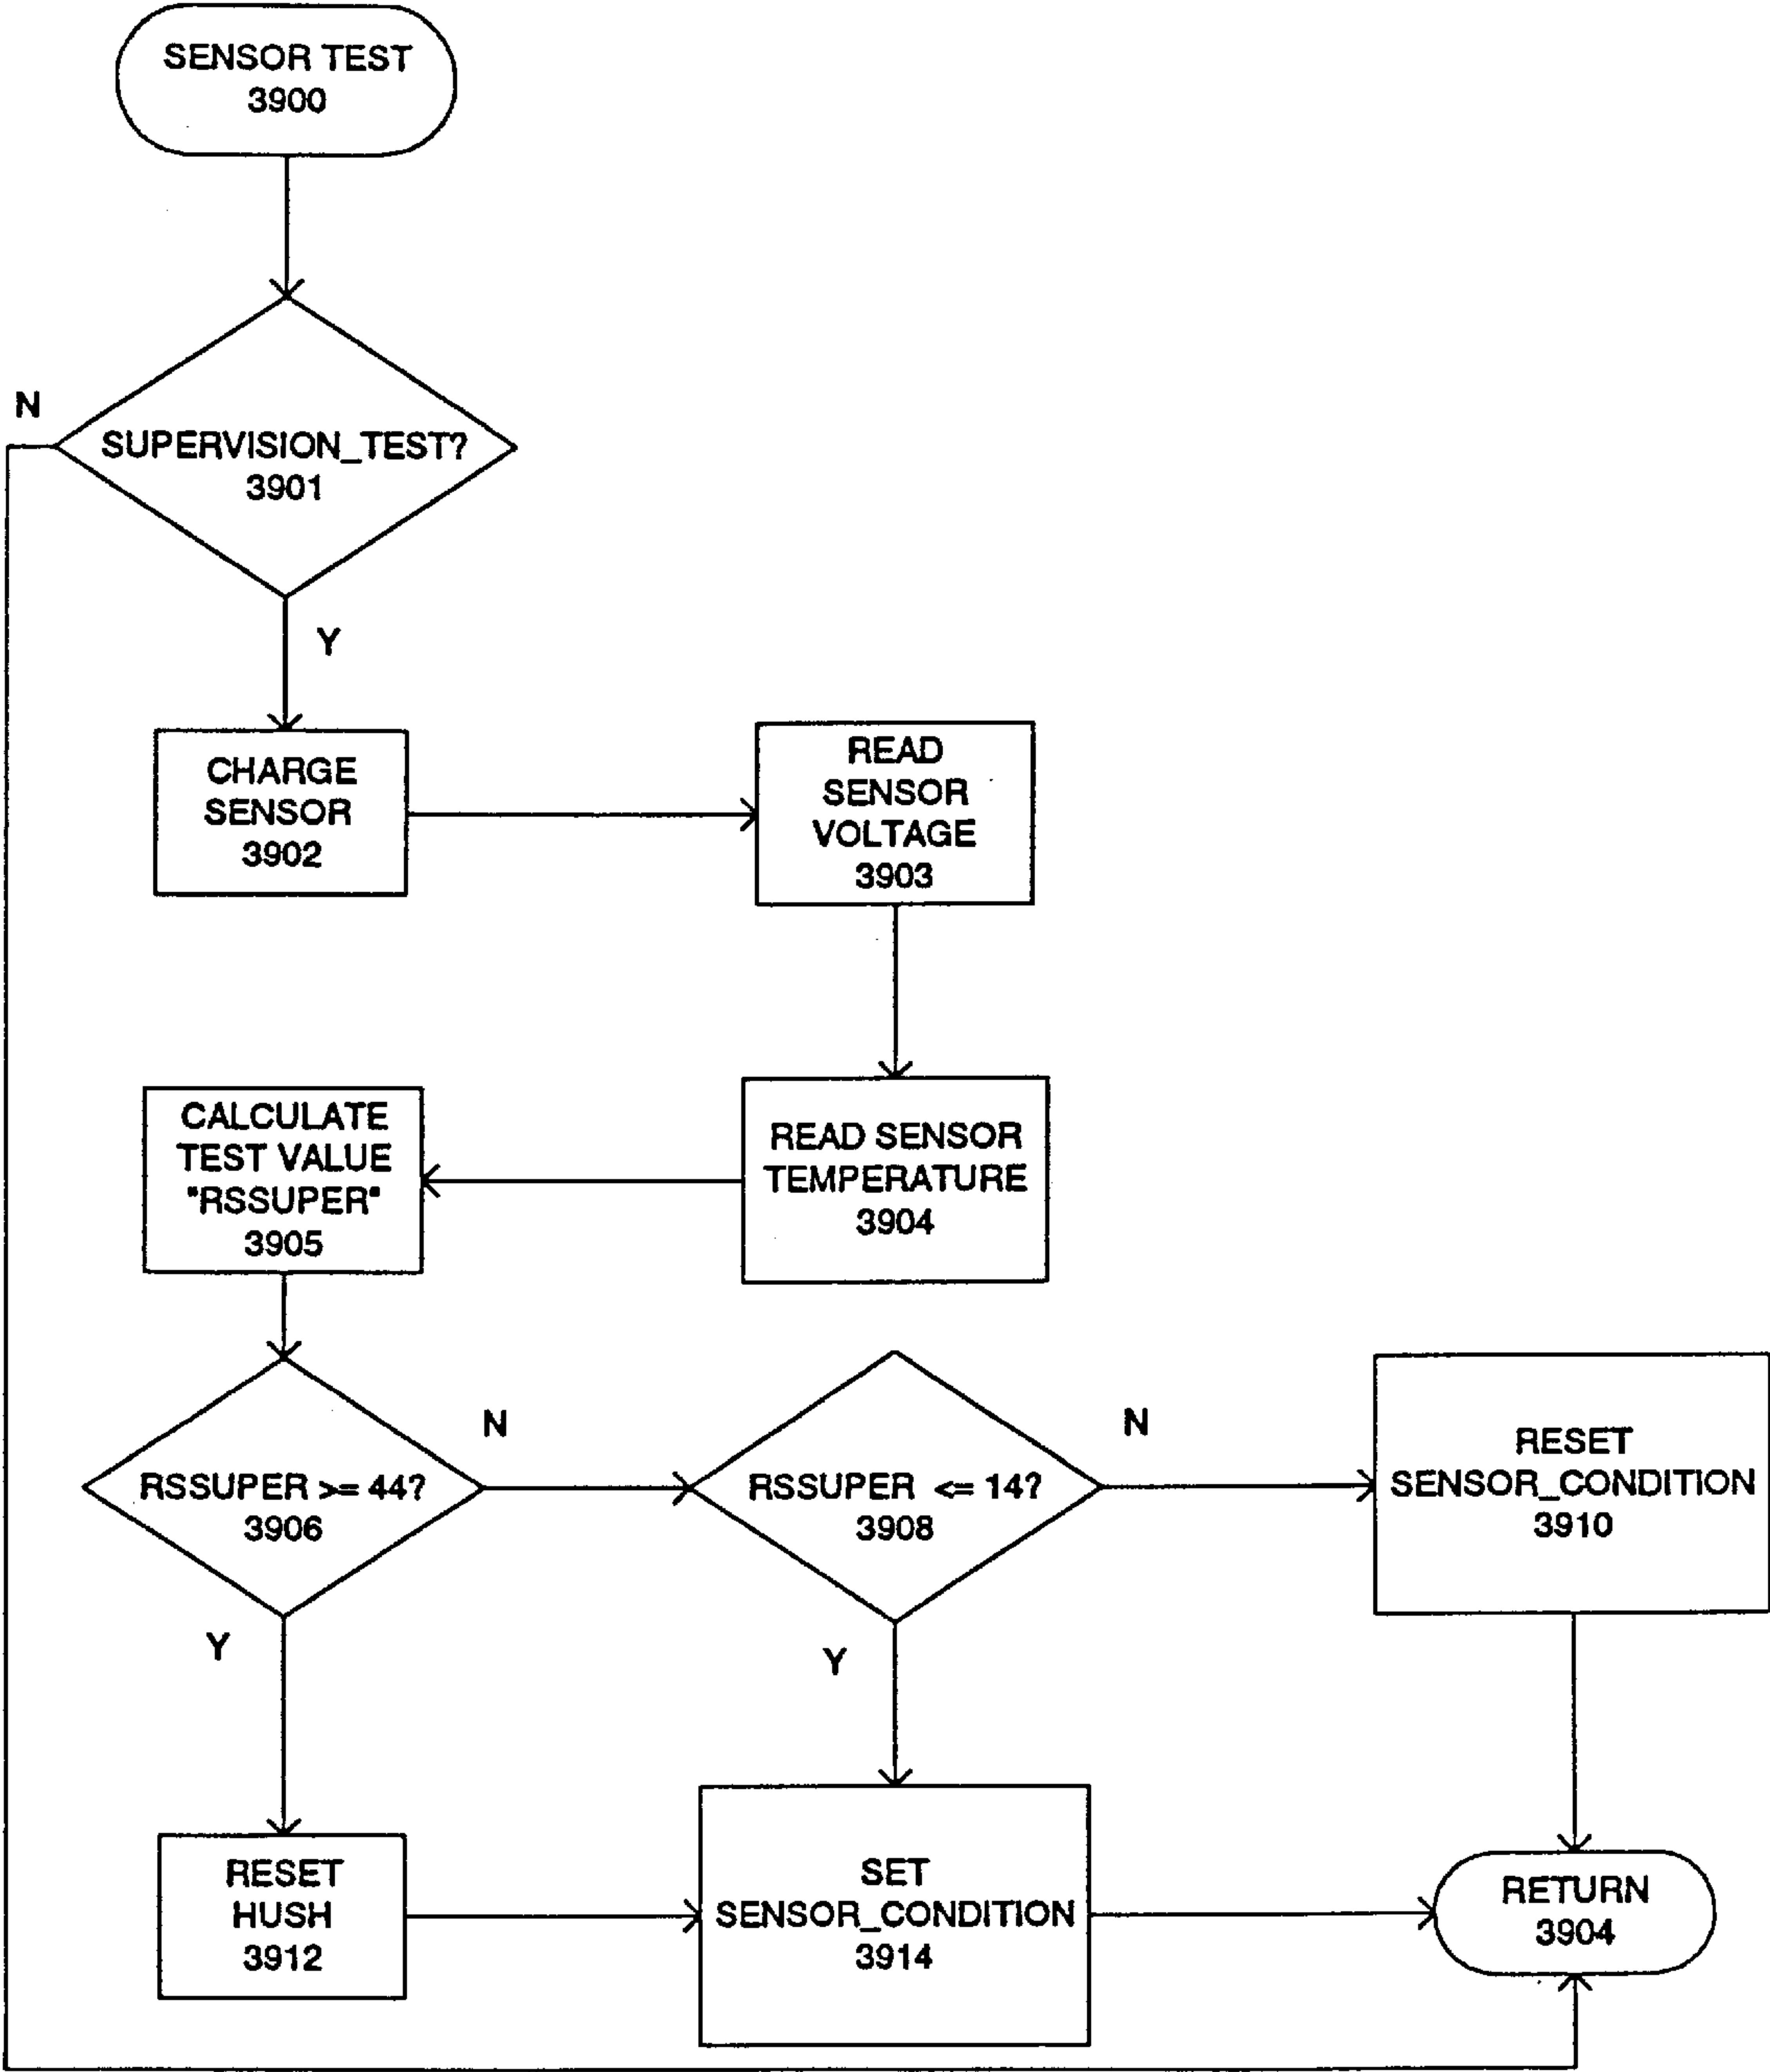 SENSOR TEST
3900
N
SUPERVISION_TEST?
3901
Y
CHARGE
SENSOR
3902
READ
SENSOR
VOLTAGE
3903
CALCULATE
TEST VALUE
"RSSUPER"
3905
READ SENSOR
TEMPERATURE
3904
RSSUPER >= 44?
3906
N
RSSUPER <= 14?
3908
N
RESET
SENSOR_CONDITION
3910
Y
Y
RESET
HUSH
3912
SET
SENSOR_CONDITION
3914
RETURN
3904